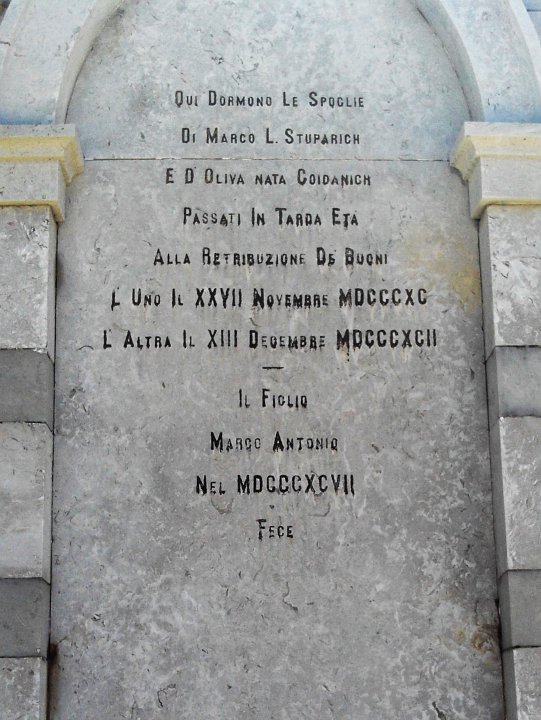 QUI DORMONO LE SPOGLIE
DI MARCO L. STUPARICH
E D'OLIVA NATA COIDANICH
PASSATI IN TARDA ETA
ALLA RETRIBUZIONE DE BUONI
L'UNO IL XXVII NOVEMBRE MDCCCXC
L'ALTRA IL XIII DECEMBRE MDCCCXCII
IL FIGLIO
MARCO ANTONIO
NEL MDCCCXCVII
FECE